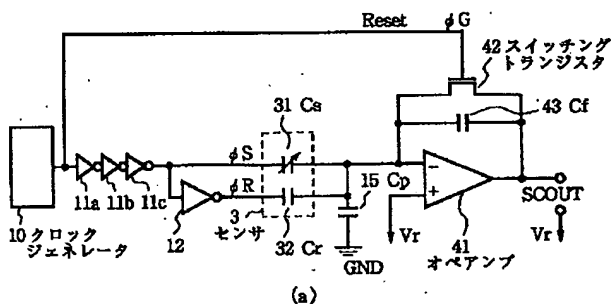 Reset
φG
42 スイッチング
トランジスタ
31 Cs
43 Cf
φS
φR
11a
11b
11c
15 Cp
SCOUT
10 クロック
ジェネレータ
12
3
センサ
32 Cr
GND
Vr
41
オペアンプ
Vr
(a)